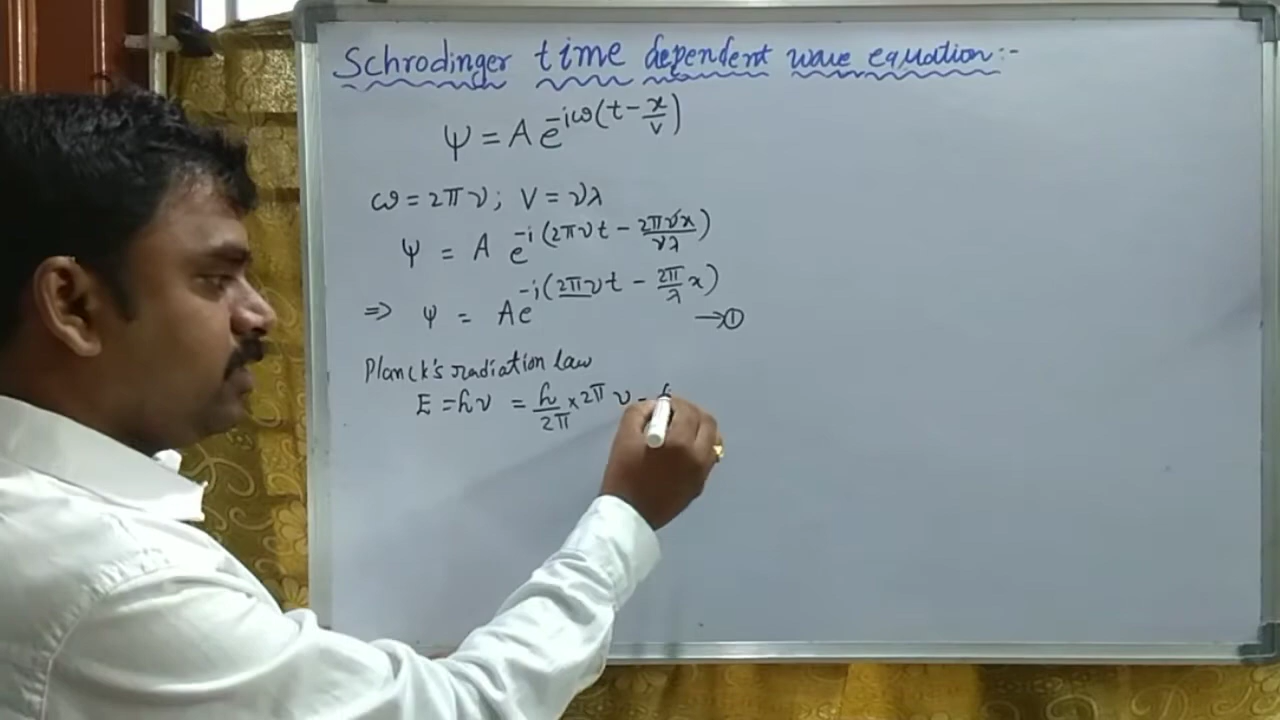 Schrodinger time dependent wave equation:-
ψ = A e^{-iω(t - x/v)}
ω = 2πν; V = νλ
ψ = A e^{-i(2πνt - 2πνx/νλ)}
⇒ ψ = Ae^{-i(2πνt - 2π/λ x)}
→①
Planck's radiation law
E = hν = h/2π × 2π ν =